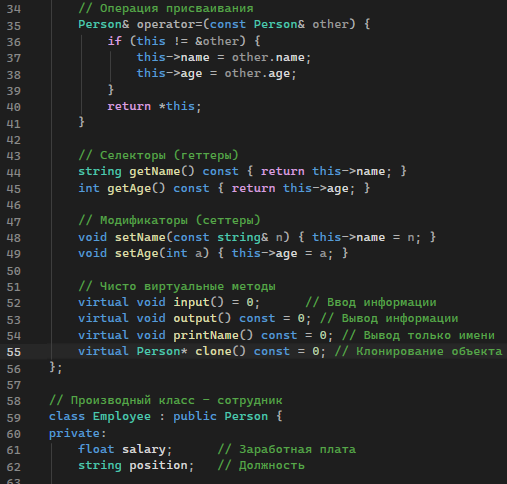 34 // Операция присваивания
35 Person& operator=(const Person& other) {
36 if (this != &other) {
37 this->name = other.name;
38 this->age = other.age;
39 }
40 return *this;
41 }
42
43 // Селекторы (геттеры)
44 string getName() const { return this->name; }
45 int getAge() const { return this->age; }
46
47 // Модификаторы (сеттеры)
48 void setName(const string& n) { this->name = n; }
49 void setAge(int a) { this->age = a; }
50
51 // Чисто виртуальные методы
52 virtual void input() = 0; // Ввод информации
53 virtual void output() const = 0; // Вывод информации
54 virtual void printName() const = 0; // Вывод только имени
55 virtual Person* clone() const = 0; // Клонирование объекта
56 };
57
58 // Производный класс – сотрудник
59 class Employee : public Person {
60 private:
61 float salary; // Заработная плата
62 string position; // Должность
63